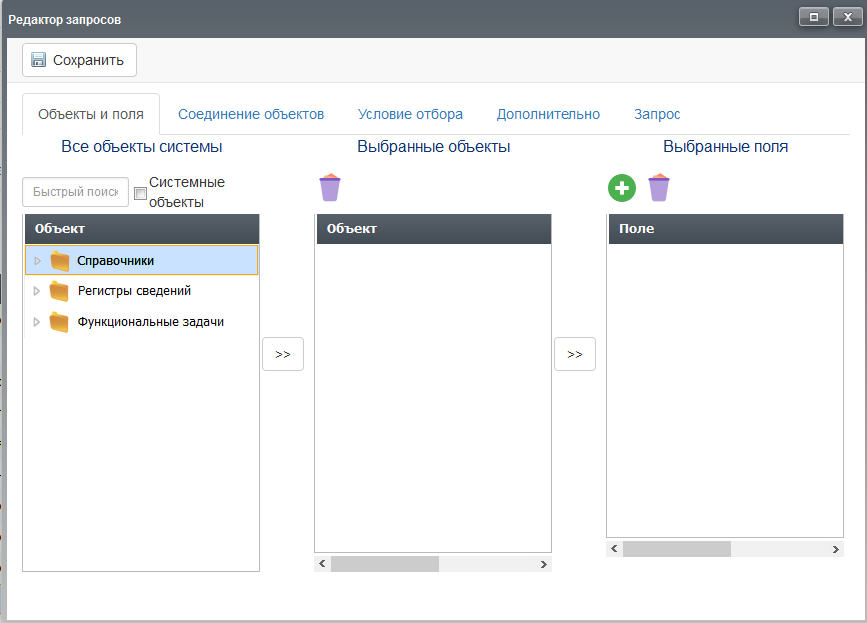 Редактор запросов
x
Сохранить
Объекты и поля
Соединение объектов
Условие отбора
Дополнительно
Запрос
Все объекты системы
Выбранные объекты
Выбранные поля
Быстрый поиск
Системные
объекты
Объект
Объект
Поле
Справочники
Регистры сведений
Функциональные задачи
>>
>>